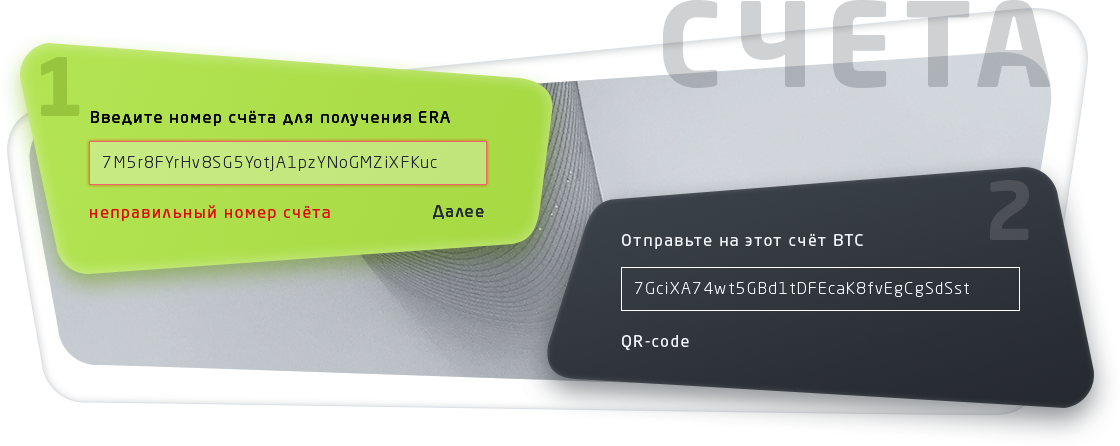 СЧЕТА
1
Введите номер счёта для получения ERA
7M5r8FYrHv8SG5YotJA1pzYNoGMZiXFKuc
неправильный номер счёта
Далее
2
Отправьте на этот счёт BTC
7GciXA74wt5GBd1tDFEcaK8fvEgCgSdSst
QR-code